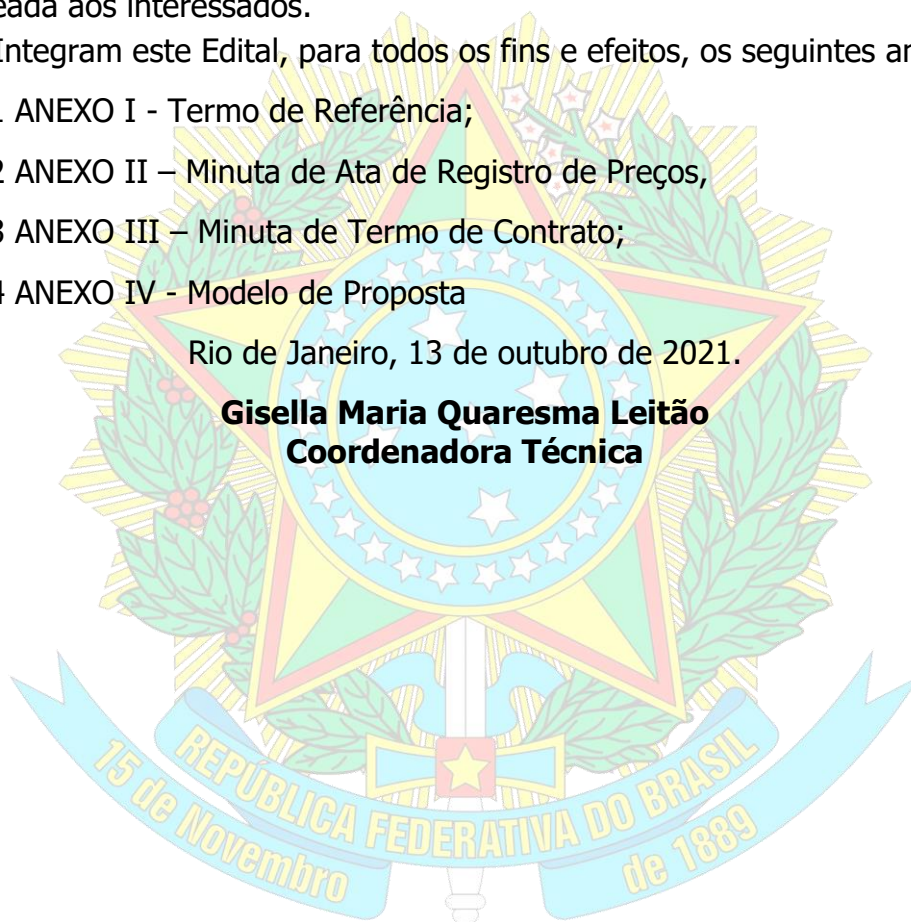 eada aos interessados.
Integram este Edital, para todos os fins e efeitos, os seguintes
1 ANEXO I - Termo de Referência;
2 ANEXO II – Minuta de Ata de Registro de Preços,
3 ANEXO III – Minuta de Termo de Contrato;
4 ANEXO IV - Modelo de Proposta
Rio de Janeiro, 13 de outubro de 2021.
Gisella Maria Quaresma Leitão
Coordenadora Técnica
REPÚBLICA FEDERATIVA DO BRASIL
15 de Novembro de 1889